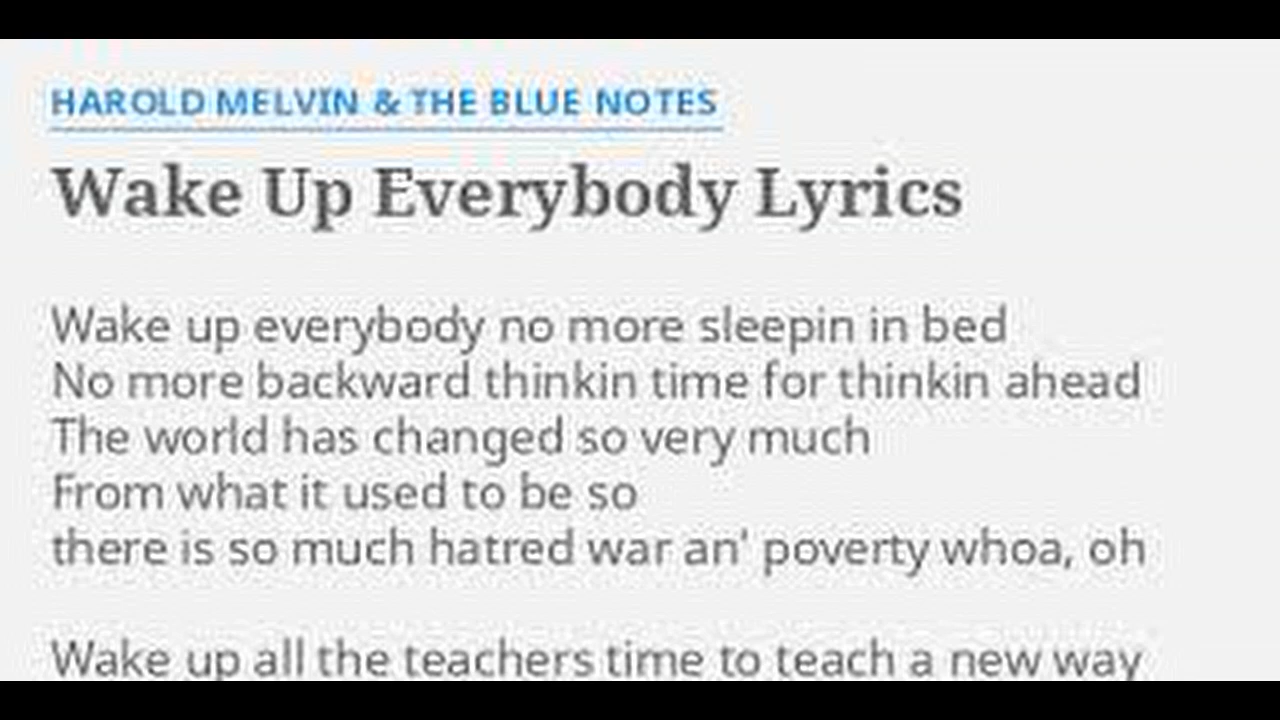 HAROLD MELVIN & THE BLUE NOTES
Wake Up Everybody Lyrics
Wake up everybody no more sleepin in bed
No more backward thinkin time for thinkin ahead
The world has changed so very much
From what it used to be so
there is so much hatred war an' poverty whoa, oh
Wake up all the teachers time to teach a new way